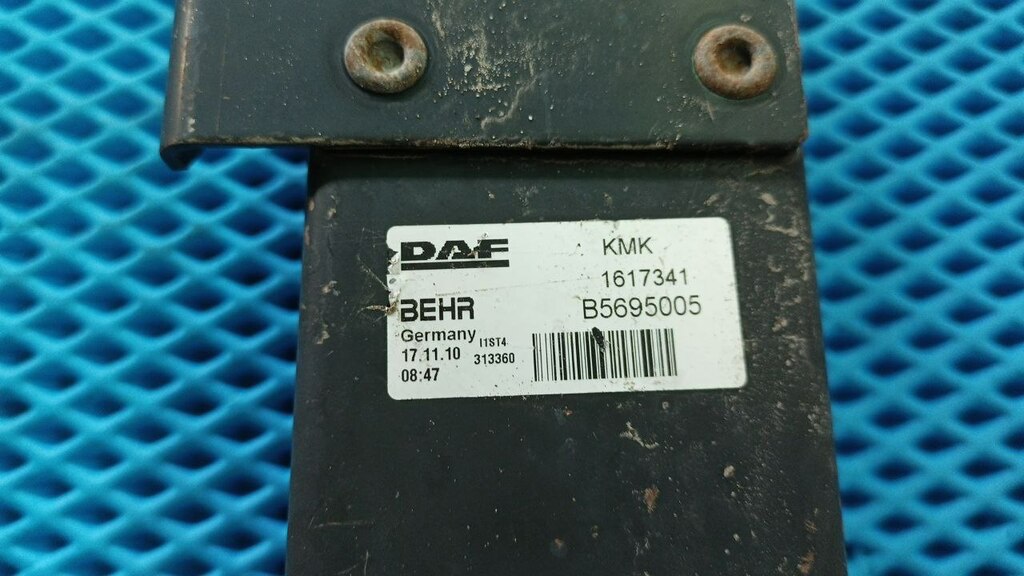 DAF
KMK
1617341
BEHR
B5695005
Germany
I1ST4
17.11.10
313360
08:47